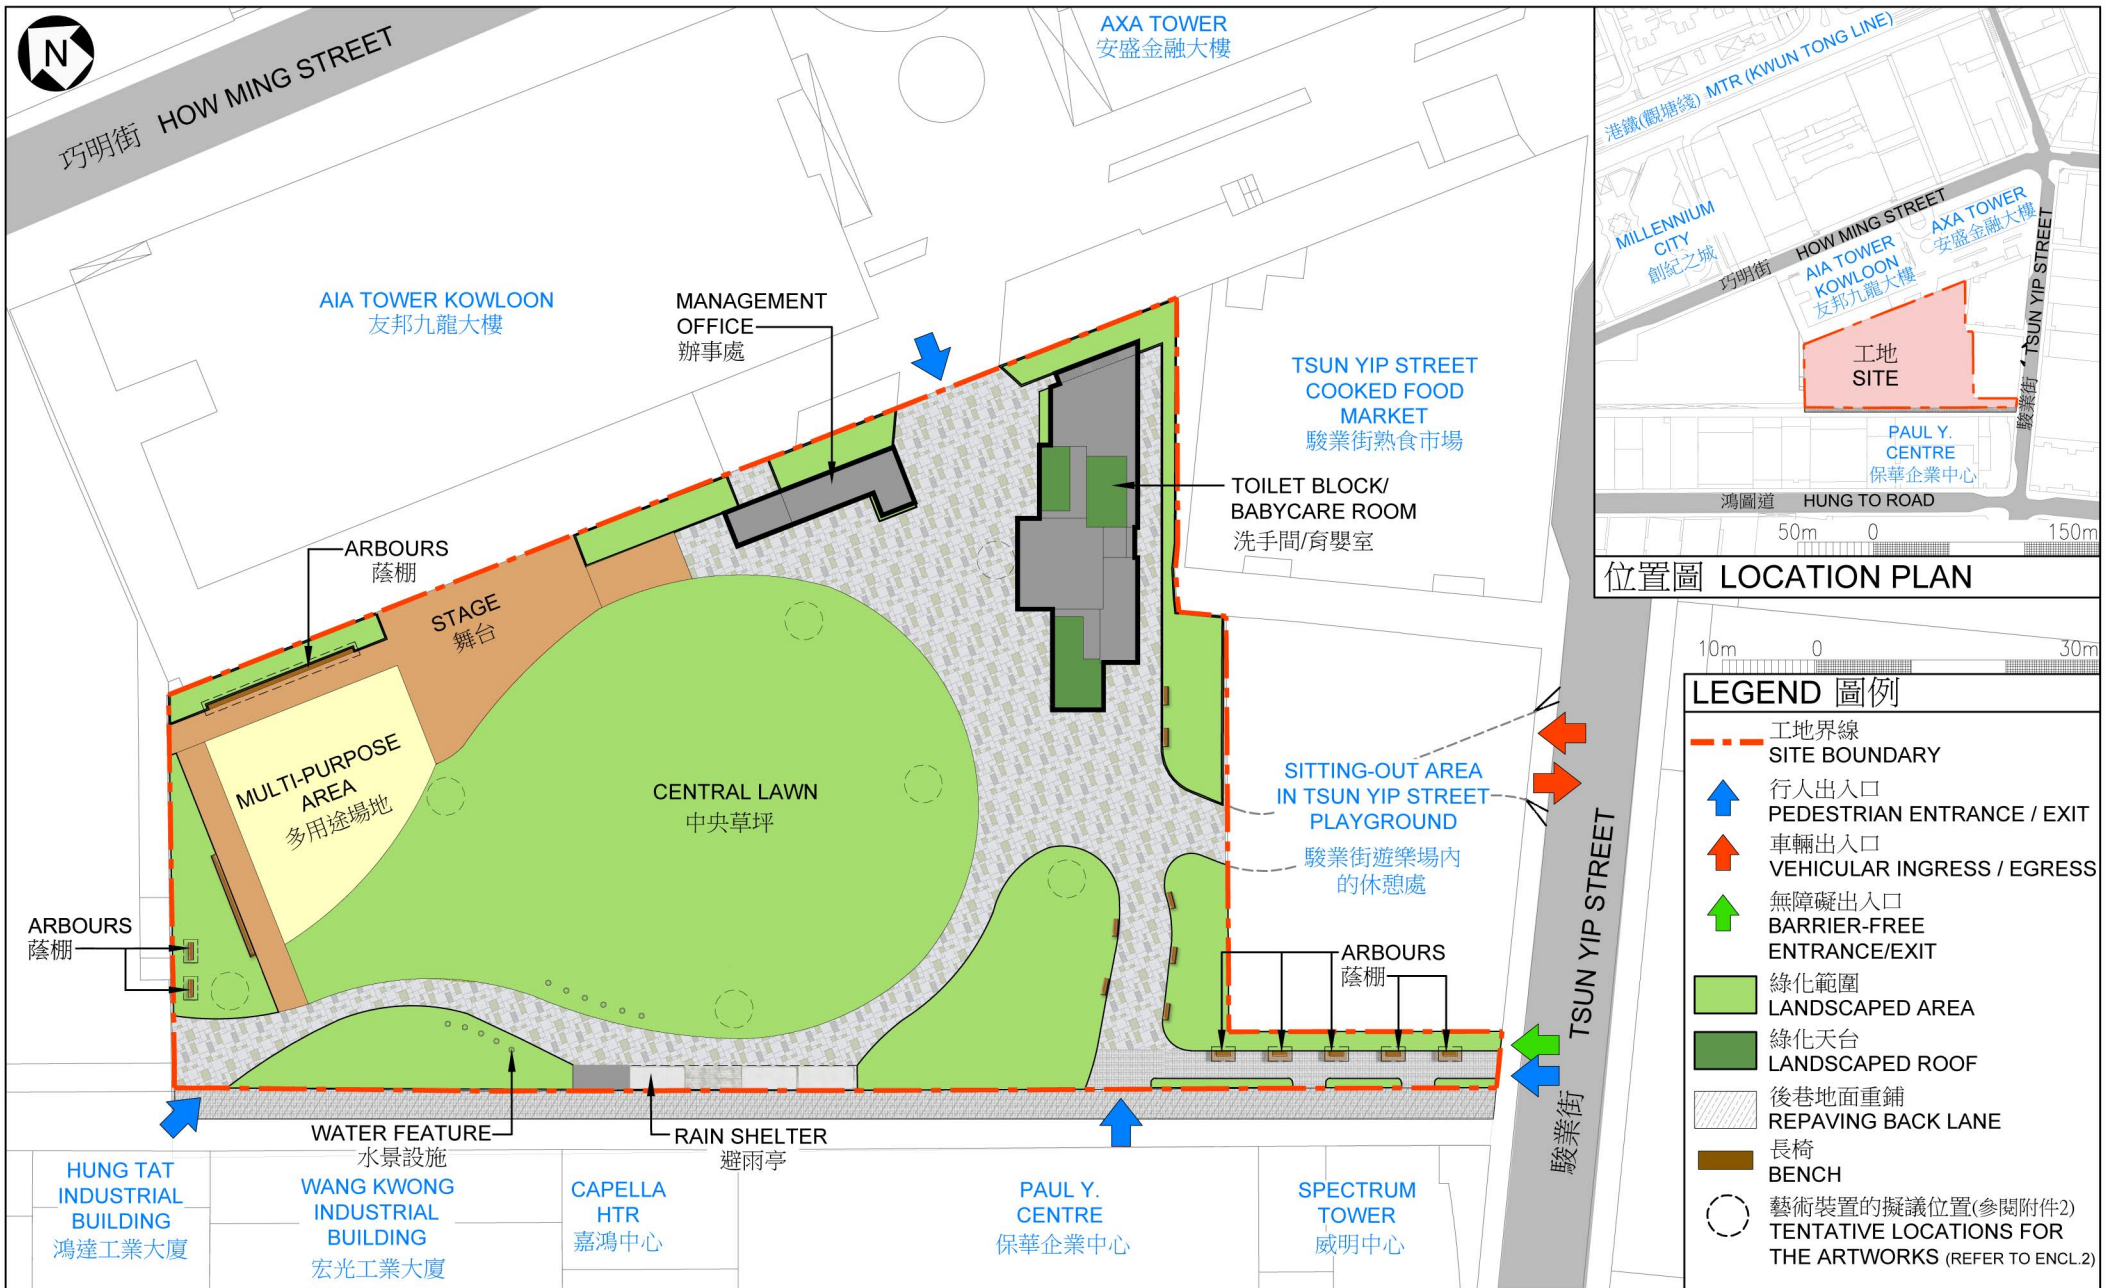 N
巧明街 HOW MING STREET
AXA TOWER
安盛金融大樓
AIA TOWER KOWLOON
友邦九龍大樓
MANAGEMENT
OFFICE
辦事處
TSUN YIP STREET
COOKED FOOD
MARKET
駿業街熟食市場
TOILET BLOCK/
BABYCARE ROOM
洗手間/育嬰室
ARBOURS
蔭棚
STAGE
舞台
MULTI-PURPOSE
AREA
多用途場地
CENTRAL LAWN
中央草坪
SITTING-OUT AREA
IN TSUN YIP STREET
PLAYGROUND
駿業街遊樂場內
的休憩處
ARBOURS
蔭棚
ARBOURS
蔭棚
TSUN YIP STREET
駿業街
WATER FEATURE
水景設施
RAIN SHELTER
避雨亭
HUNG TAT
INDUSTRIAL
BUILDING
鴻達工業大廈
WANG KWONG
INDUSTRIAL
BUILDING
宏光工業大廈
CAPELLA
HTR
嘉鴻中心
PAUL Y.
CENTRE
保華企業中心
SPECTRUM
TOWER
威明中心
港鐵(觀塘綫) MTR (KWUN TONG LINE)
MILLENNIUM
CITY
創紀之城
巧明街 HOW MING STREET
AIA TOWER
KOWLOON
友邦九龍大樓
AXA TOWER
安盛金融大樓
駿業街 TSUN YIP STREET
工地
SITE
PAUL Y.
CENTRE
保華企業中心
鴻圖道 HUNG TO ROAD
50m 0 150m
位置圖 LOCATION PLAN
10m 0 30m
LEGEND 圖例
工地界線
SITE BOUNDARY
行人出入口
PEDESTRIAN ENTRANCE / EXIT
車輛出入口
VEHICULAR INGRESS / EGRESS
無障礙出入口
BARRIER-FREE
ENTRANCE/EXIT
綠化範圍
LANDSCAPED AREA
綠化天台
LANDSCAPED ROOF
後巷地面重鋪
REPAVING BACK LANE
長椅
BENCH
藝術裝置的擬議位置(參閱附件2)
TENTATIVE LOCATIONS FOR
THE ARTWORKS (REFER TO ENCL.2)